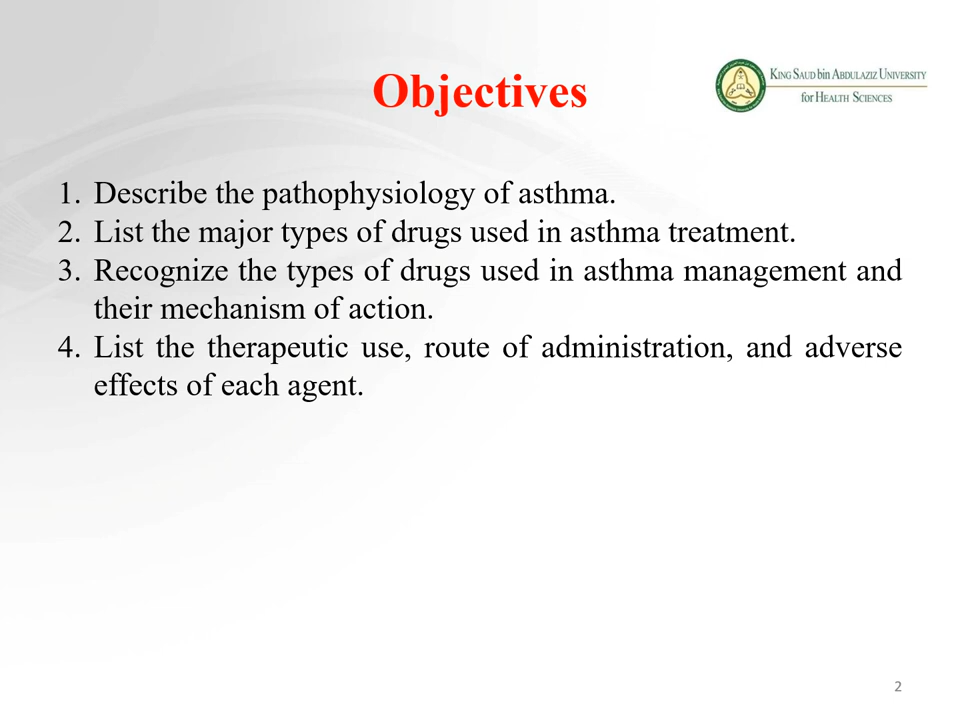 Objectives
KING SAUD bin ABDULAZIZ UNIVERSITY
for HEALTH SCIENCES
1. Describe the pathophysiology of asthma.
2. List the major types of drugs used in asthma treatment.
3. Recognize the types of drugs used in asthma management and
their mechanism of action.
4. List the therapeutic use, route of administration, and adverse
effects of each agent.
2